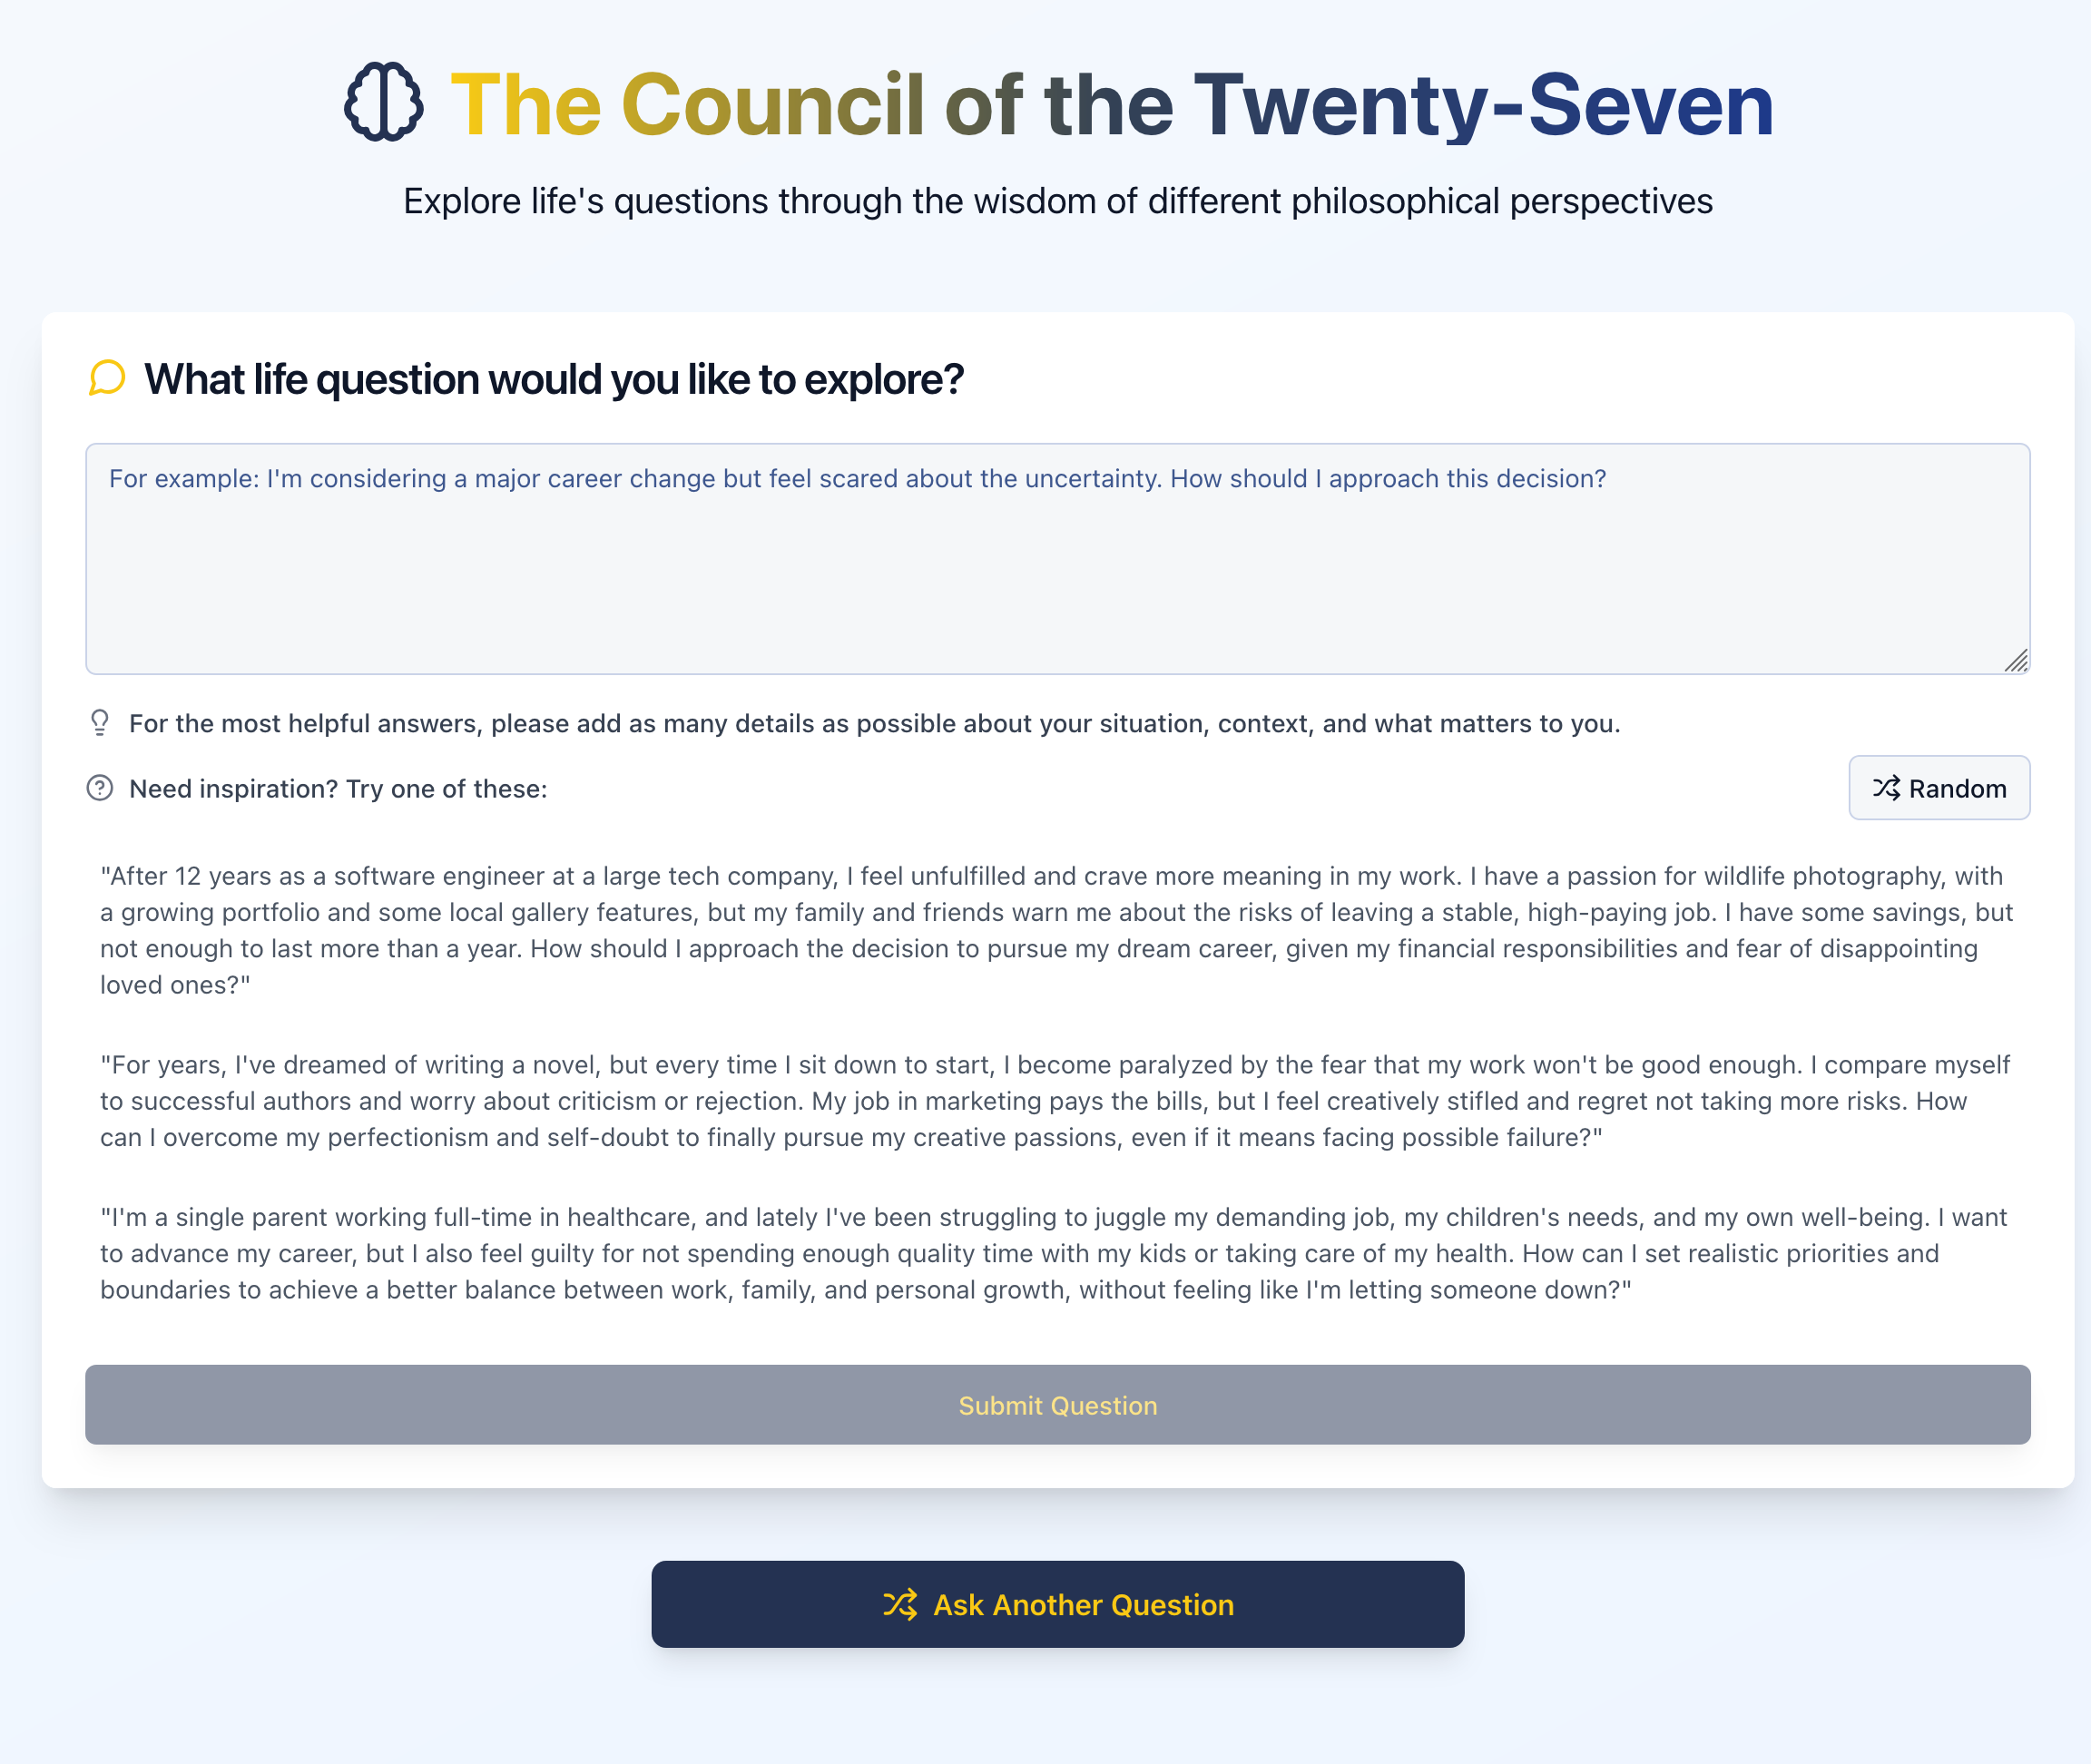 The Council of the Twenty-Seven
Explore life's questions through the wisdom of different philosophical perspectives
What life question would you like to explore?
For example: I'm considering a major career change but feel scared about the uncertainty. How should I approach this decision?
For the most helpful answers, please add as many details as possible about your situation, context, and what matters to you.
Need inspiration? Try one of these:
Random
"After 12 years as a software engineer at a large tech company, I feel unfulfilled and crave more meaning in my work. I have a passion for wildlife photography, with
a growing portfolio and some local gallery features, but my family and friends warn me about the risks of leaving a stable, high-paying job. I have some savings, but
not enough to last more than a year. How should I approach the decision to pursue my dream career, given my financial responsibilities and fear of disappointing
loved ones?"
"For years, I've dreamed of writing a novel, but every time I sit down to start, I become paralyzed by the fear that my work won't be good enough. I compare myself
to successful authors and worry about criticism or rejection. My job in marketing pays the bills, but I feel creatively stifled and regret not taking more risks. How
can I overcome my perfectionism and self-doubt to finally pursue my creative passions, even if it means facing possible failure?"
"I'm a single parent working full-time in healthcare, and lately I've been struggling to juggle my demanding job, my children's needs, and my own well-being. I want
to advance my career, but I also feel guilty for not spending enough quality time with my kids or taking care of my health. How can I set realistic priorities and
boundaries to achieve a better balance between work, family, and personal growth, without feeling like I'm letting someone down?"
Submit Question
Ask Another Question